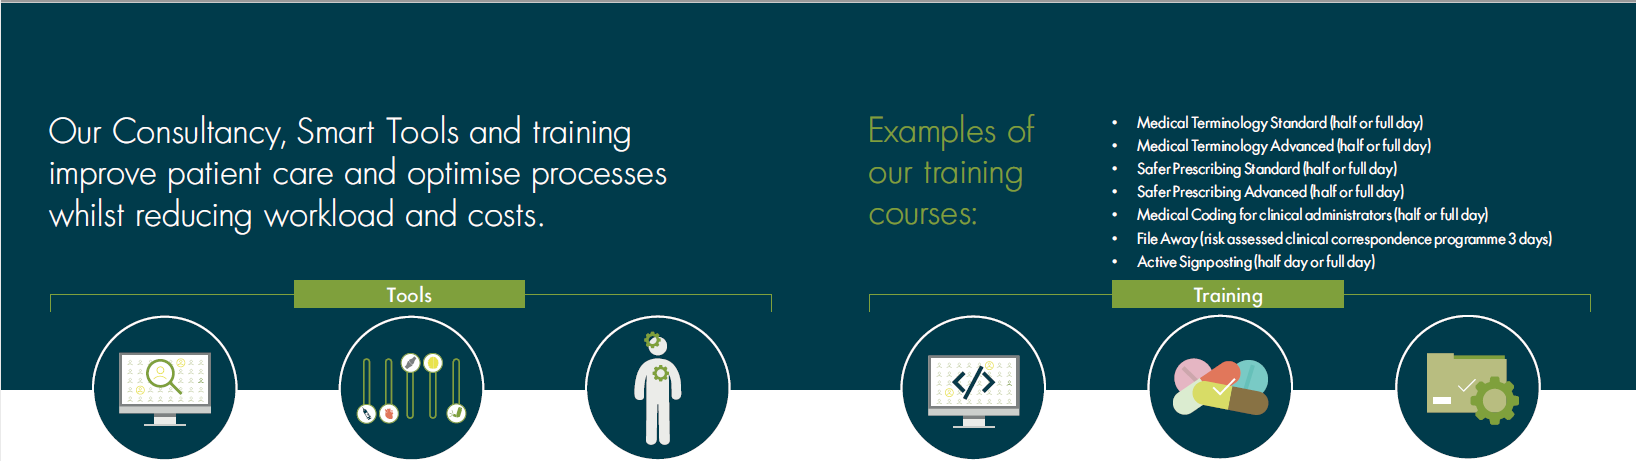 Our Consultancy, Smart Tools and training
improve patient care and optimise processes
whilst reducing workload and costs.
Tools
Examples of
our training
courses:
• Medical Terminology Standard (half or full day)
• Medical Terminology Advanced (half or full day)
• Safer Prescribing Standard (half or full day)
• Safer Prescribing Advanced (half or full day)
• Medical Coding for clinical administrators (half or full day)
• File Away (risk assessed clinical correspondence programme 3 days)
• Active Signposting (half day or full day)
Training